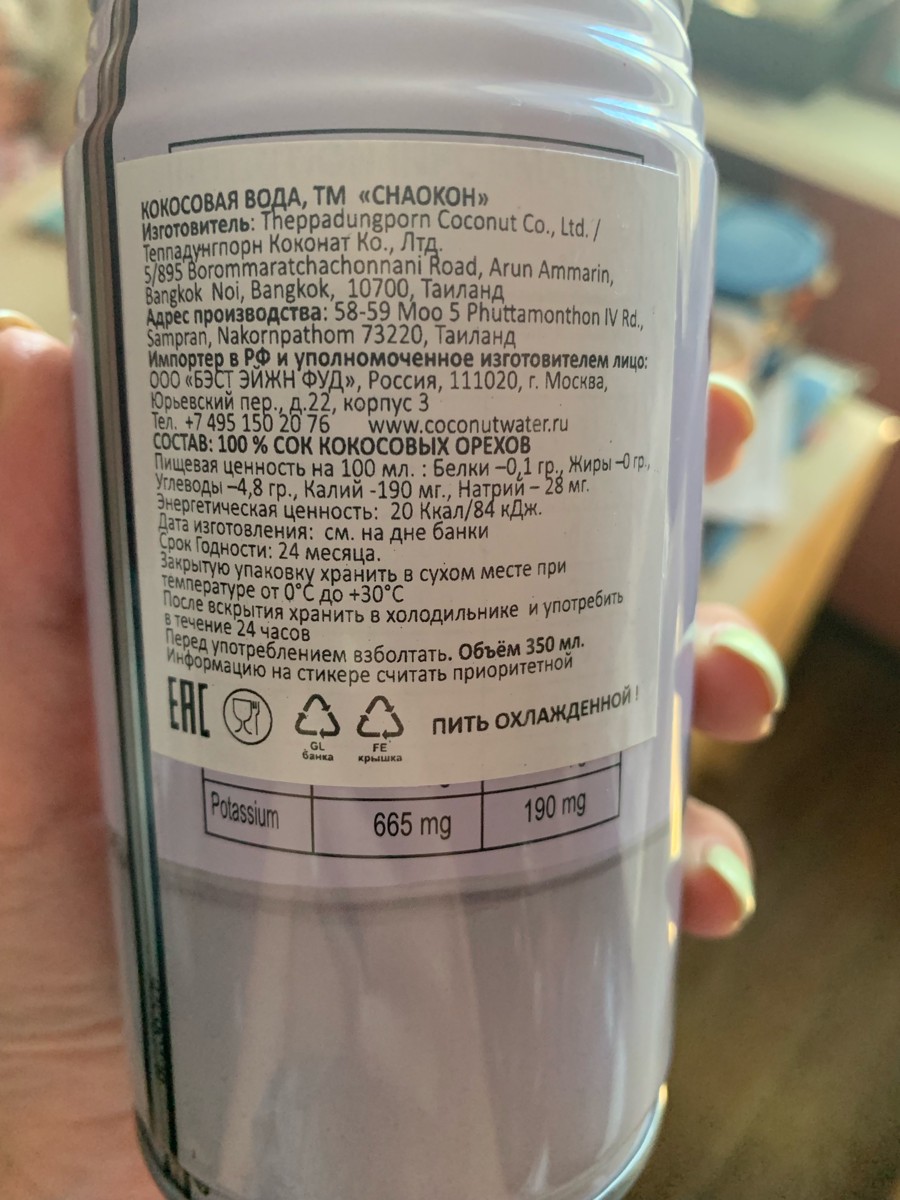 КОКОСОВАЯ ВОДА, ТМ «CHAOKOH»
Изготовитель: Theppadungporn Coconut Co., Ltd. /
Теппадунгпорн Коконат Ко., Лтд.
5/895 Borommaratchachonnani Road, Arun Ammarin,
Bangkok Noi, Bangkok, 10700, Таиланд
Адрес производства: 58-59 Moo 5 Phuttamonthon IV Rd.,
Sampran, Nakornpathom 73220, Таиланд
Импортер в РФ и уполномоченное изготовителем лицо:
ООО «БЭСТ ЭЙЖН ФУД», Россия, 111020, г. Москва,
Юрьевский пер., д.22, корпус 3
Тел. +7 495 150 20 76 www.coconutwater.ru
СОСТАВ: 100 % СОК КОКОСОВЫХ ОРЕХОВ
Пищевая ценность на 100 мл. : Белки –0,1 гр., Жиры –0 гр.,
Углеводы –4,8 гр., Калий -190 мг., Натрий – 28 мг.
Энергетическая ценность: 20 Ккал/84 кДж.
Дата изготовления: см. на дне банки
Срок Годности: 24 месяца.
Закрытую упаковку хранить в сухом месте при
температуре от 0°С до +30°С
После вскрытия хранить в холодильнике и употребить
в течение 24 часов
Перед употреблением взболтать. Объём 350 мл.
Информацию на стикере считать приоритетной
ЕАС
GL банка
FE крышка
ПИТЬ ОХЛАЖДЕННОЙ !
Potassium 665 mg 190 mg